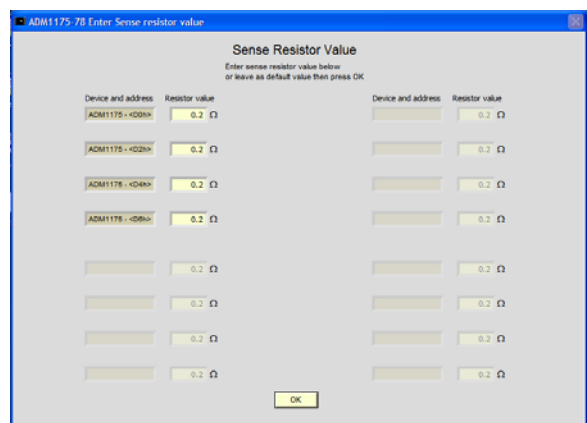 ADM1175-78 Enter Sense resistor value
Sense Resistor Value
Enter sense resistor value below
or leave as default value then press OK
Device and address Resistor value Device and address Resistor value
ADM1175 - <D0h> 0.2 Ω 0.2 Ω
ADM1175 - <D2h> 0.2 Ω 0.2 Ω
ADM1176 - <D4h> 0.2 Ω 0.2 Ω
ADM1176 - <D6h> 0.2 Ω 0.2 Ω
0.2 Ω 0.2 Ω
0.2 Ω 0.2 Ω
0.2 Ω 0.2 Ω
0.2 Ω 0.2 Ω
OK